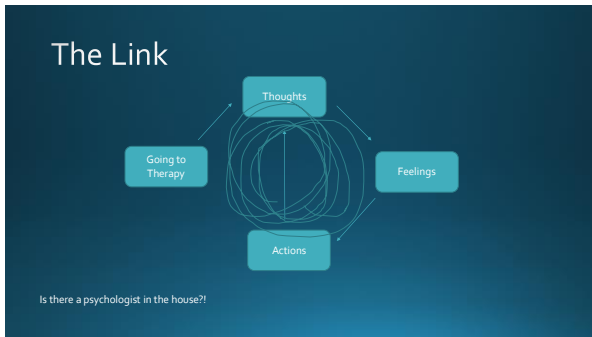 The Link
Thoughts
Going to
Therapy
Feelings
Actions
Is there a psychologist in the house?!